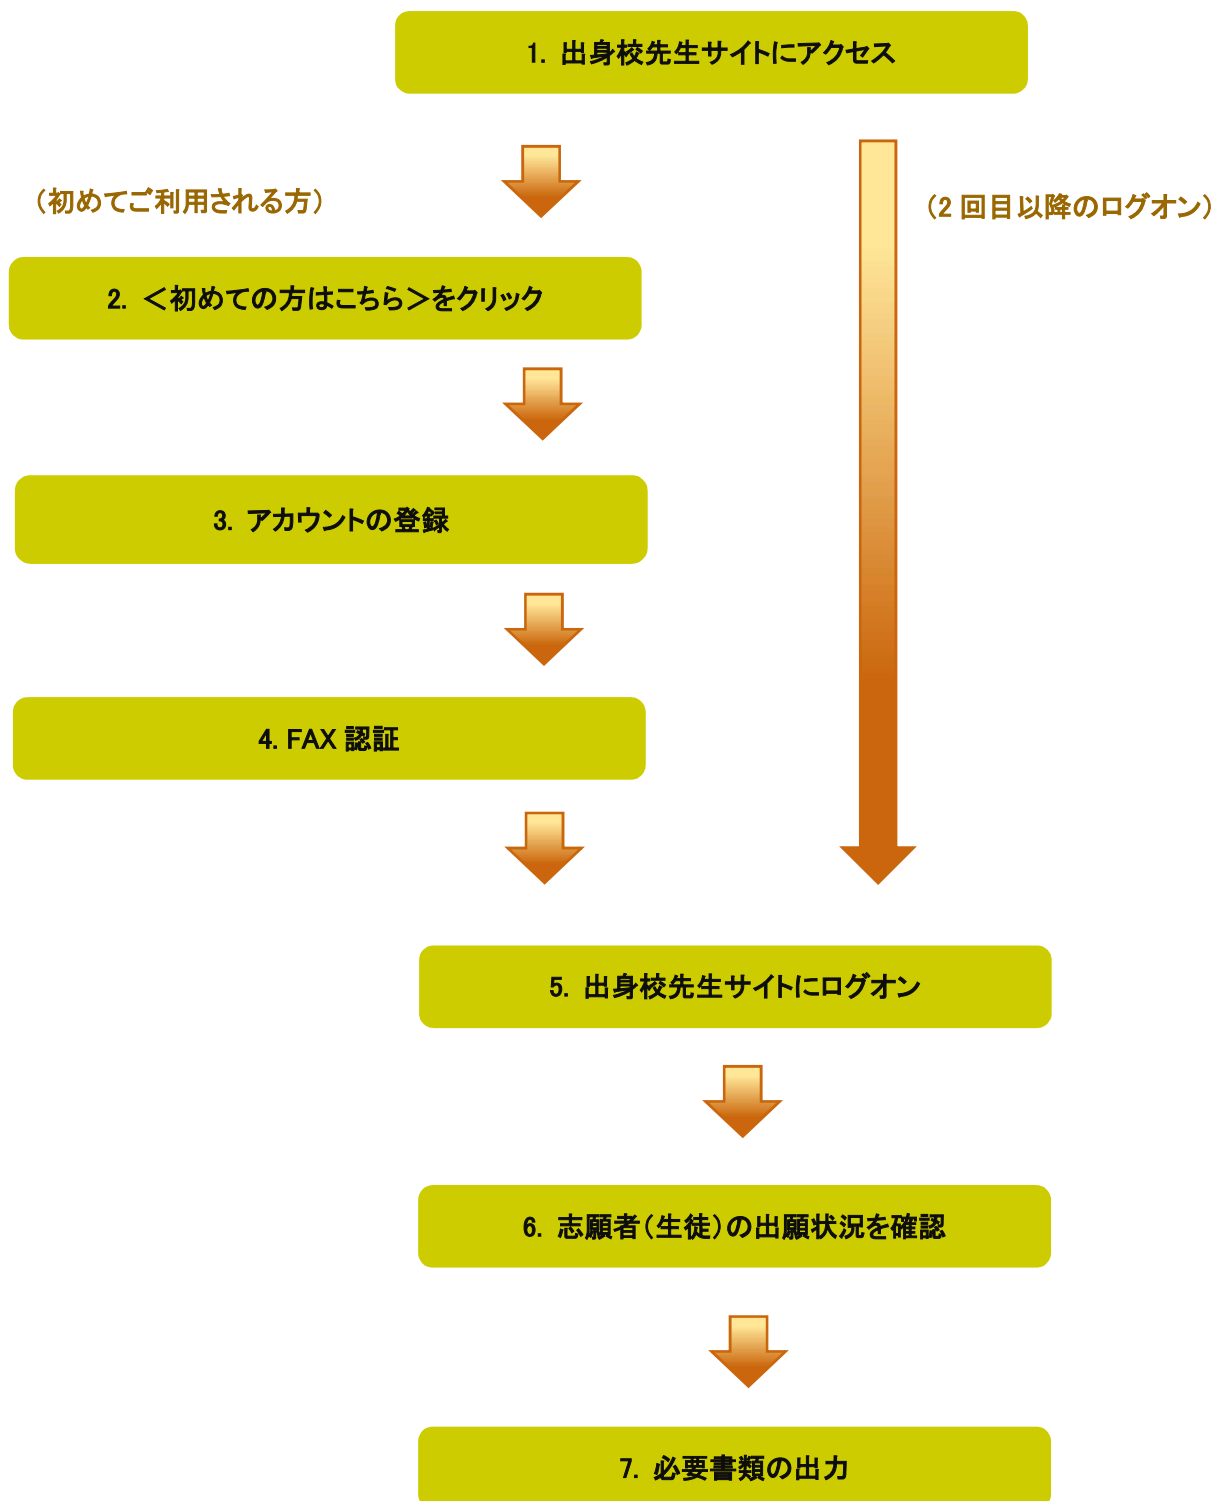 1. 出身校先生サイトにアクセス
（初めてご利用される方）
（2 回目以降のログオン）
2. ＜初めての方はこちら＞をクリック
3. アカウントの登録
4. FAX 認証
5. 出身校先生サイトにログオン
6. 志願者（生徒）の出願状況を確認
7. 必要書類の出力